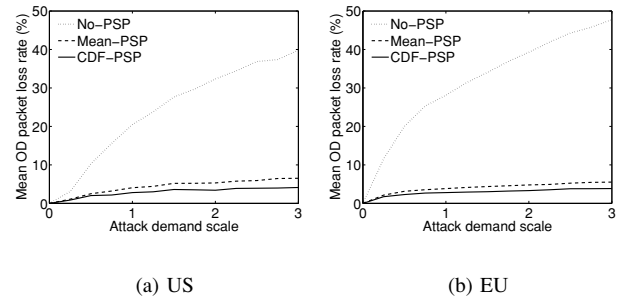 Mean OD packet loss rate (%)
50
40
30
20
10
0
No−PSP
Mean−PSP
CDF−PSP
0 1 2 3
Attack demand scale
(a) US
Mean OD packet loss rate (%)
50
40
30
20
10
0
No−PSP
Mean−PSP
CDF−PSP
0 1 2 3
Attack demand scale
(b) EU